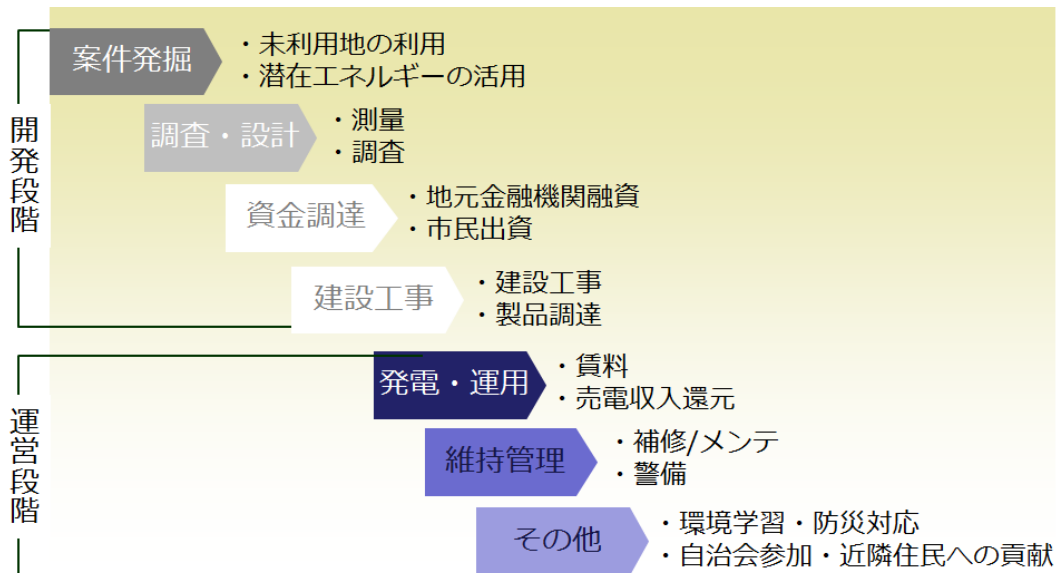 開発段階
案件発掘
・未利用地の利用
・潜在エネルギーの活用
調査・設計
・測量
・調査
資金調達
・地元金融機関融資
・市民出資
建設工事
・建設工事
・製品調達
運営段階
発電・運用
・賃料
・売電収入還元
維持管理
・補修/メンテ
・警備
その他
・環境学習・防災対応
・自治会参加・近隣住民への貢献